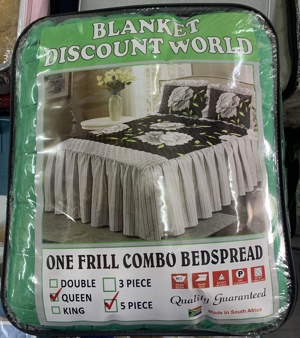 BLANKET
DISCOUNT WORLD
ONE FRILL COMBO BEDSPREAD
DOUBLE 3 PIECE
QUEEN 5 PIECE
KING
Quality Guaranteed
Made in South Africa